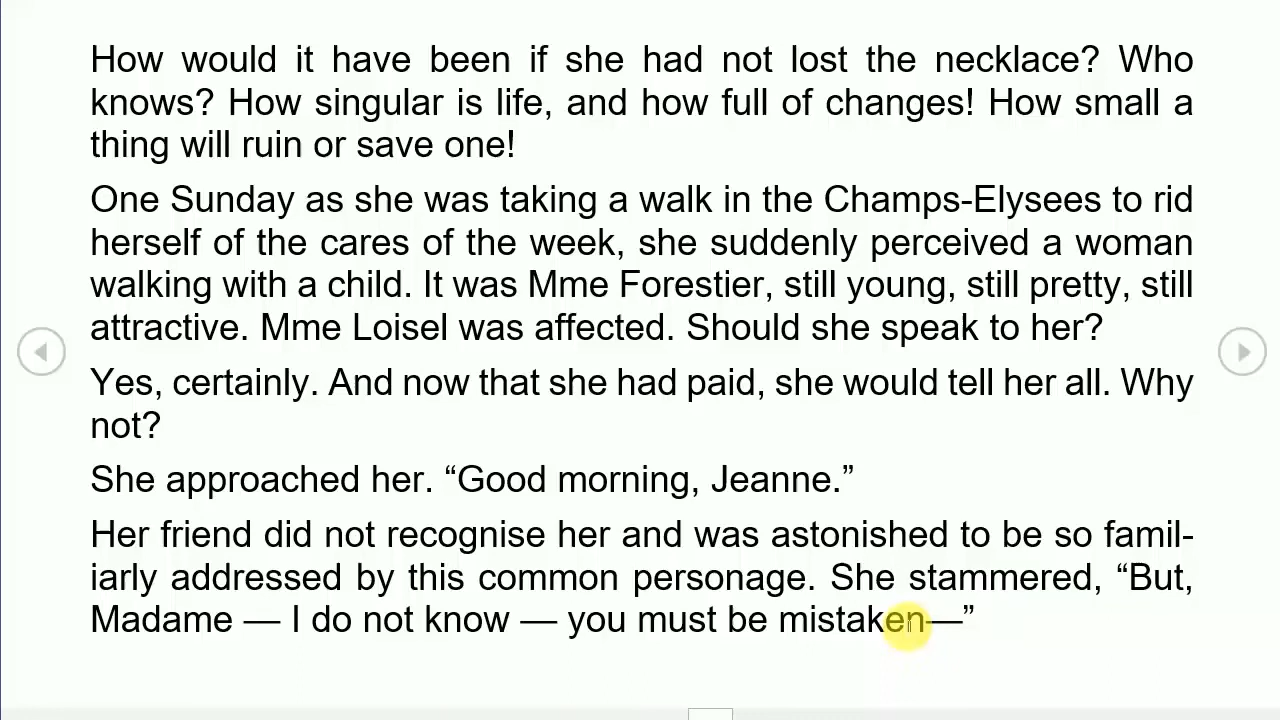 How would it have been if she had not lost the necklace? Who
knows? How singular is life, and how full of changes! How small a
thing will ruin or save one!
One Sunday as she was taking a walk in the Champs-Elysees to rid
herself of the cares of the week, she suddenly perceived a woman
walking with a child. It was Mme Forestier, still young, still pretty, still
attractive. Mme Loisel was affected. Should she speak to her?
Yes, certainly. And now that she had paid, she would tell her all. Why
not?
She approached her. “Good morning, Jeanne.”
Her friend did not recognise her and was astonished to be so famil-
iarly addressed by this common personage. She stammered, “But,
Madame — I do not know — you must be mistaken—”